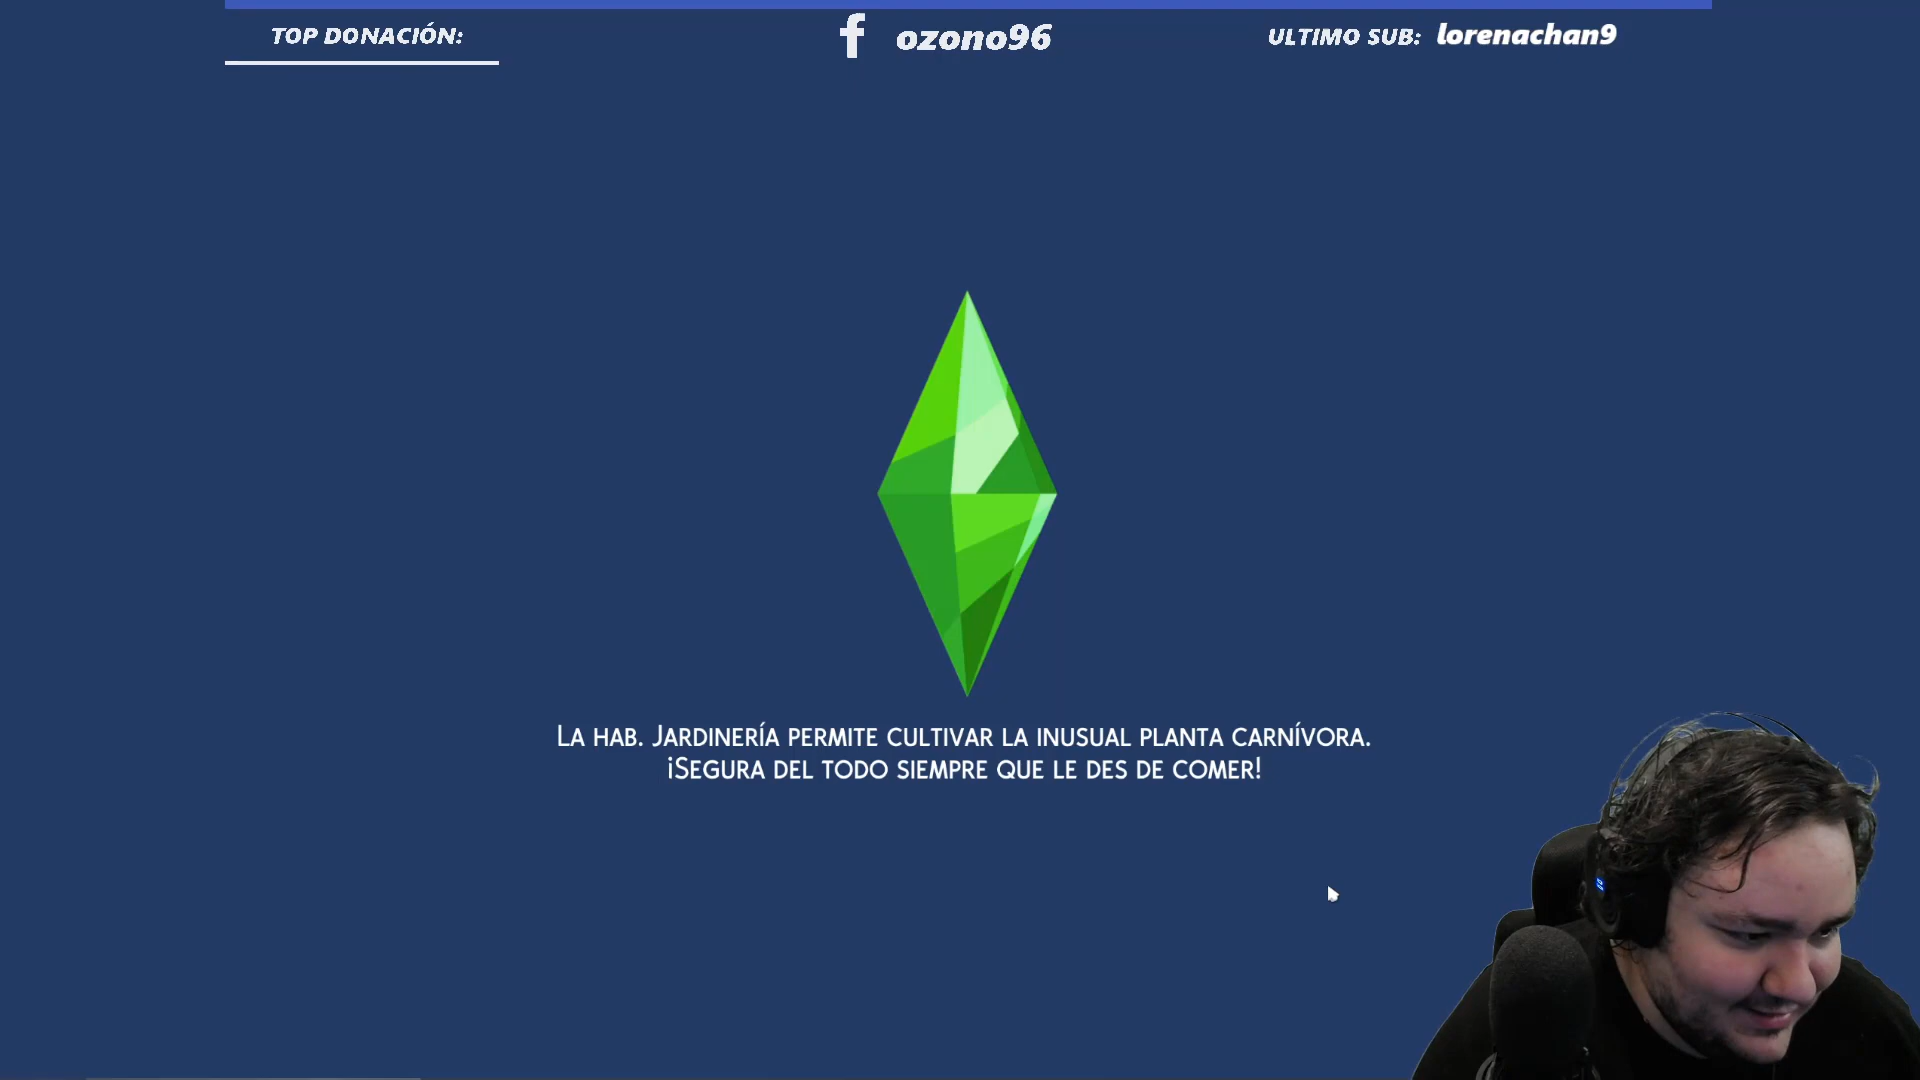 TOP DONACIÓN:
f ozono96
ULTIMO SUB: lorenachan9
LA HAB. JARDINERÍA PERMITE CULTIVAR LA INUSUAL PLANTA CARNÍVORA.
¡SEGURA DEL TODO SIEMPRE QUE LE DES DE COMER!